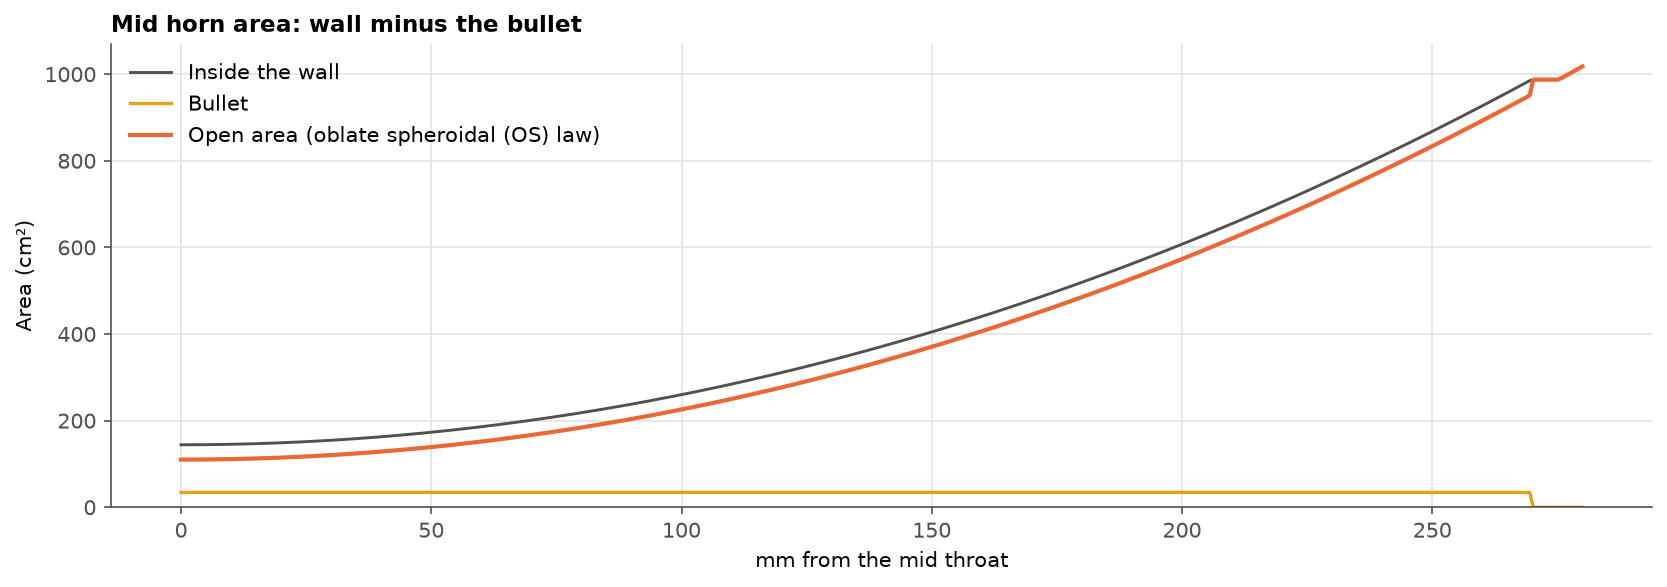 Mid horn area: wall minus the bullet
Inside the wall
Bullet
Open area (oblate spheroidal (OS) law)
Area (cm²)
1000
800
600
400
200
0
0 50 100 150 200 250
mm from the mid throat